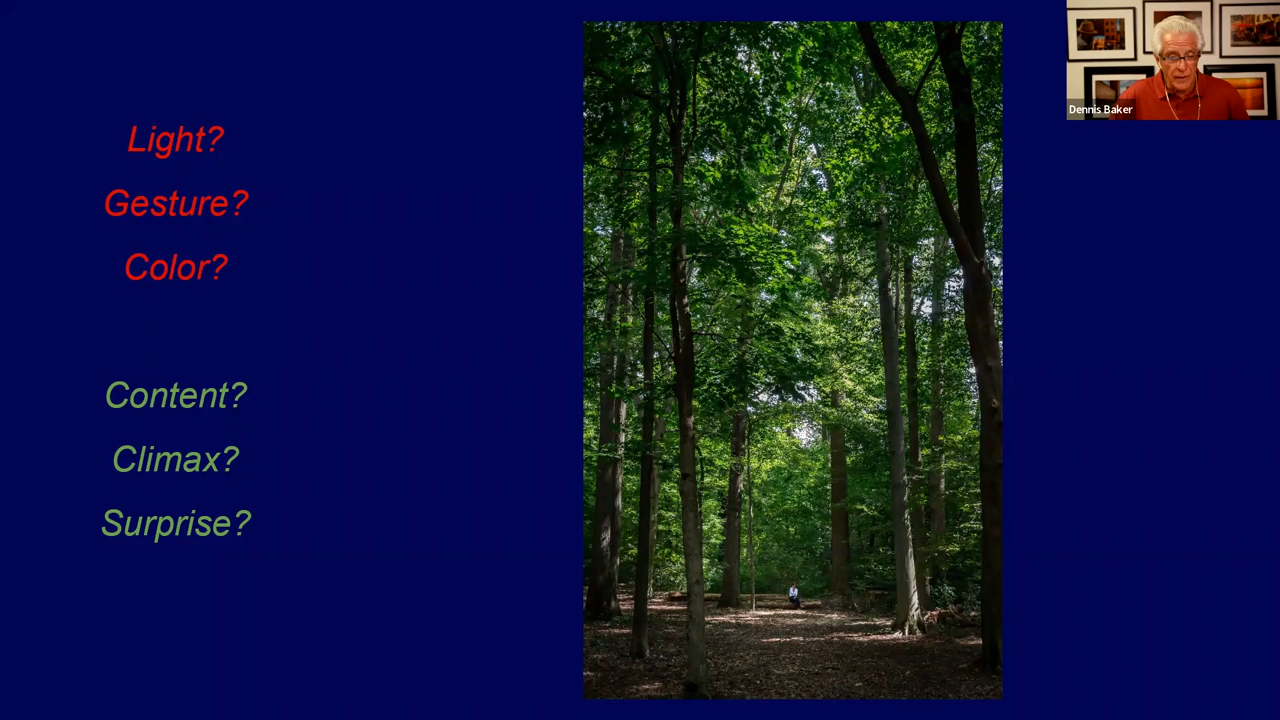 Light?
Gesture?
Color?
Content?
Climax?
Surprise?
Dennis Baker